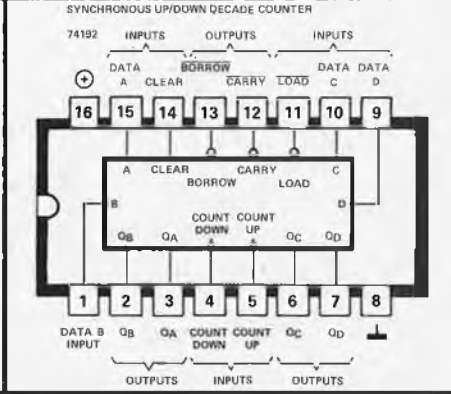 SYNCHRONOUS UP/DOWN DECADE COUNTER
74192 INPUTS OUTPUTS INPUTS
DATA A CLEAR BORROW CARRY LOAD DATA C DATA D
16 15 14 13 12 11 10 9
A CLEAR BORROW CARRY LOAD C
B D
QB QA COUNT DOWN COUNT UP QC QD
1 2 3 4 5 6 7 8
DATA B INPUT QB QA COUNT DOWN COUNT UP QC QD
OUTPUTS INPUTS OUTPUTS